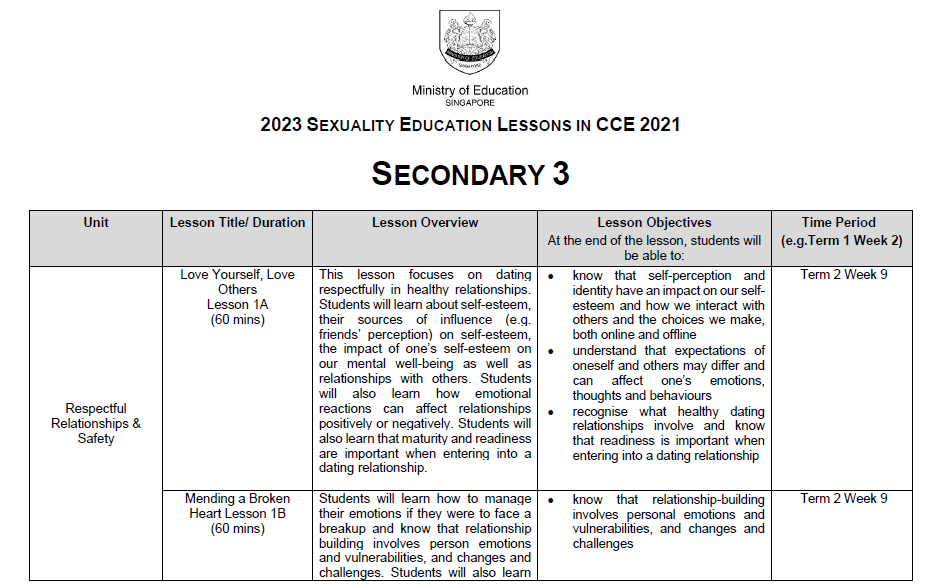 Ministry of Education
SINGAPORE
2023 SEXUALITY EDUCATION LESSONS IN CCE 2021
SECONDARY 3
Unit
Lesson Title/ Duration
Lesson Overview
Lesson Objectives
At the end of the lesson, students will
be able to:
Time Period
(e.g.Term 1 Week 2)
Respectful
Relationships &
Safety
Love Yourself, Love
Others
Lesson 1A
(60 mins)
This lesson focuses on dating
respectfully in healthy relationships.
Students will learn about self-esteem,
their sources of influence (e.g.
friends' perception) on self-esteem,
the impact of one's self-esteem on
our mental well-being as well as
relationships with others. Students
will also learn how emotional
reactions can affect relationships
positively or negatively. Students will
also learn that maturity and readiness
are important when entering into a
dating relationship.
• know that self-perception and
identity have an impact on our self-
esteem and how we interact with
others and the choices we make,
both online and offline
• understand that expectations of
oneself and others may differ and
can affect one's emotions,
thoughts and behaviours
• recognise what healthy dating
relationships involve and know
that readiness is important when
entering into a dating relationship
Term 2 Week 9
Mending a Broken
Heart Lesson 1B
(60 mins)
Students will learn how to manage
their emotions if they were to face a
breakup and know that relationship
building involves person emotions
and vulnerabilities, and changes and
challenges. Students will also learn
• know that relationship-building
involves personal emotions and
vulnerabilities, and changes and
challenges
Term 2 Week 9